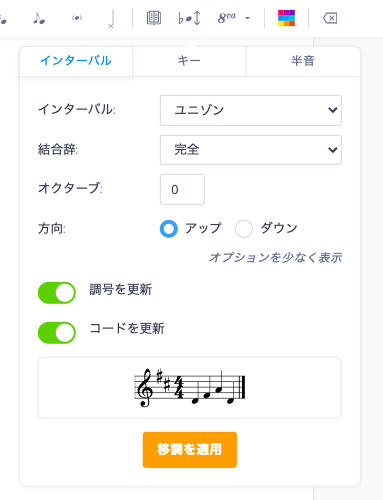 8va
インターバル
キー
半音
インターバル: ユニゾン
結合辞: 完全
オクターブ: 0
方向: アップ ダウン
オプションを少なく表示
調号を更新
コードを更新
移調を適用